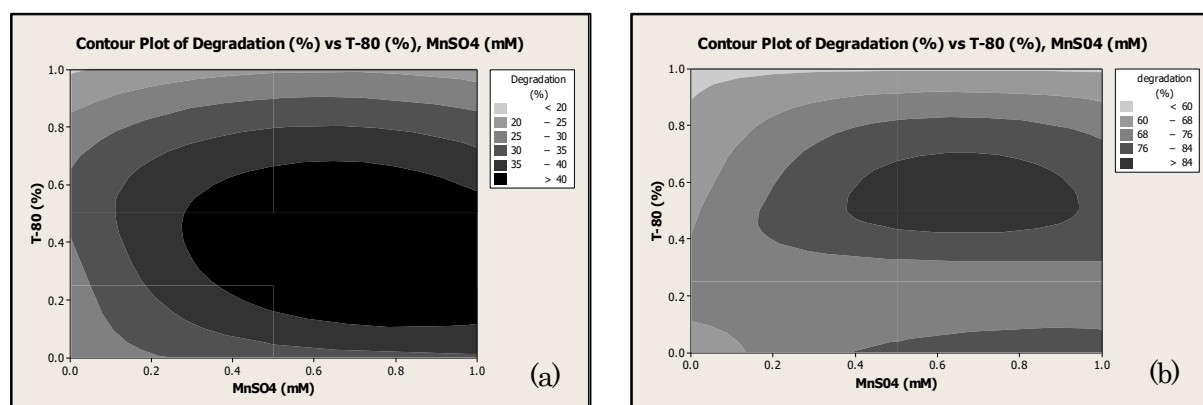 Contour Plot of Degradation (%) vs T-80 (%), MnSO4 (mM)
T-80 (%)
1.0
0.8
0.6
0.4
0.2
0.0
0.0 0.2 0.4 0.6 0.8 1.0
MnSO4 (mM)
Degradation
(%)
< 20
20 – 25
25 – 30
30 – 35
35 – 40
> 40
(a)
Contour Plot of Degradation (%) vs T-80 (%), MnS04 (mM)
T-80 (%)
1.0
0.8
0.6
0.4
0.2
0.0
0.0 0.2 0.4 0.6 0.8 1.0
MnS04 (mM)
degradation
(%)
< 60
60 – 68
68 – 76
76 – 84
> 84
(b)